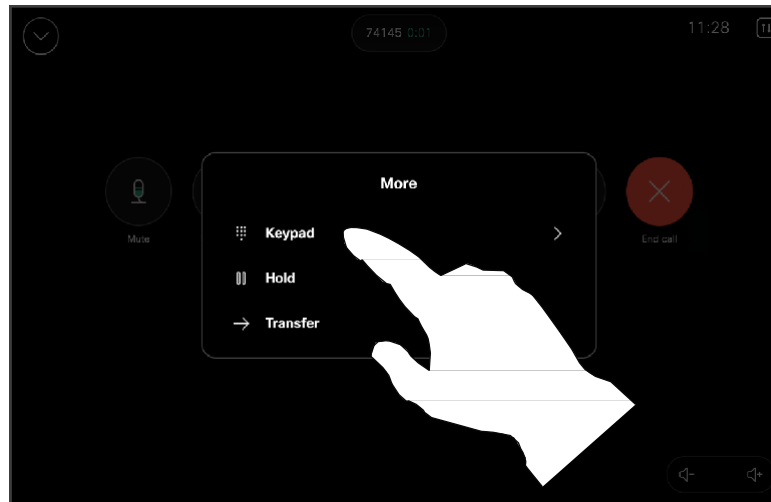 74145 0:01
11:28
More
Keypad
Hold
Transfer
Mute
End call